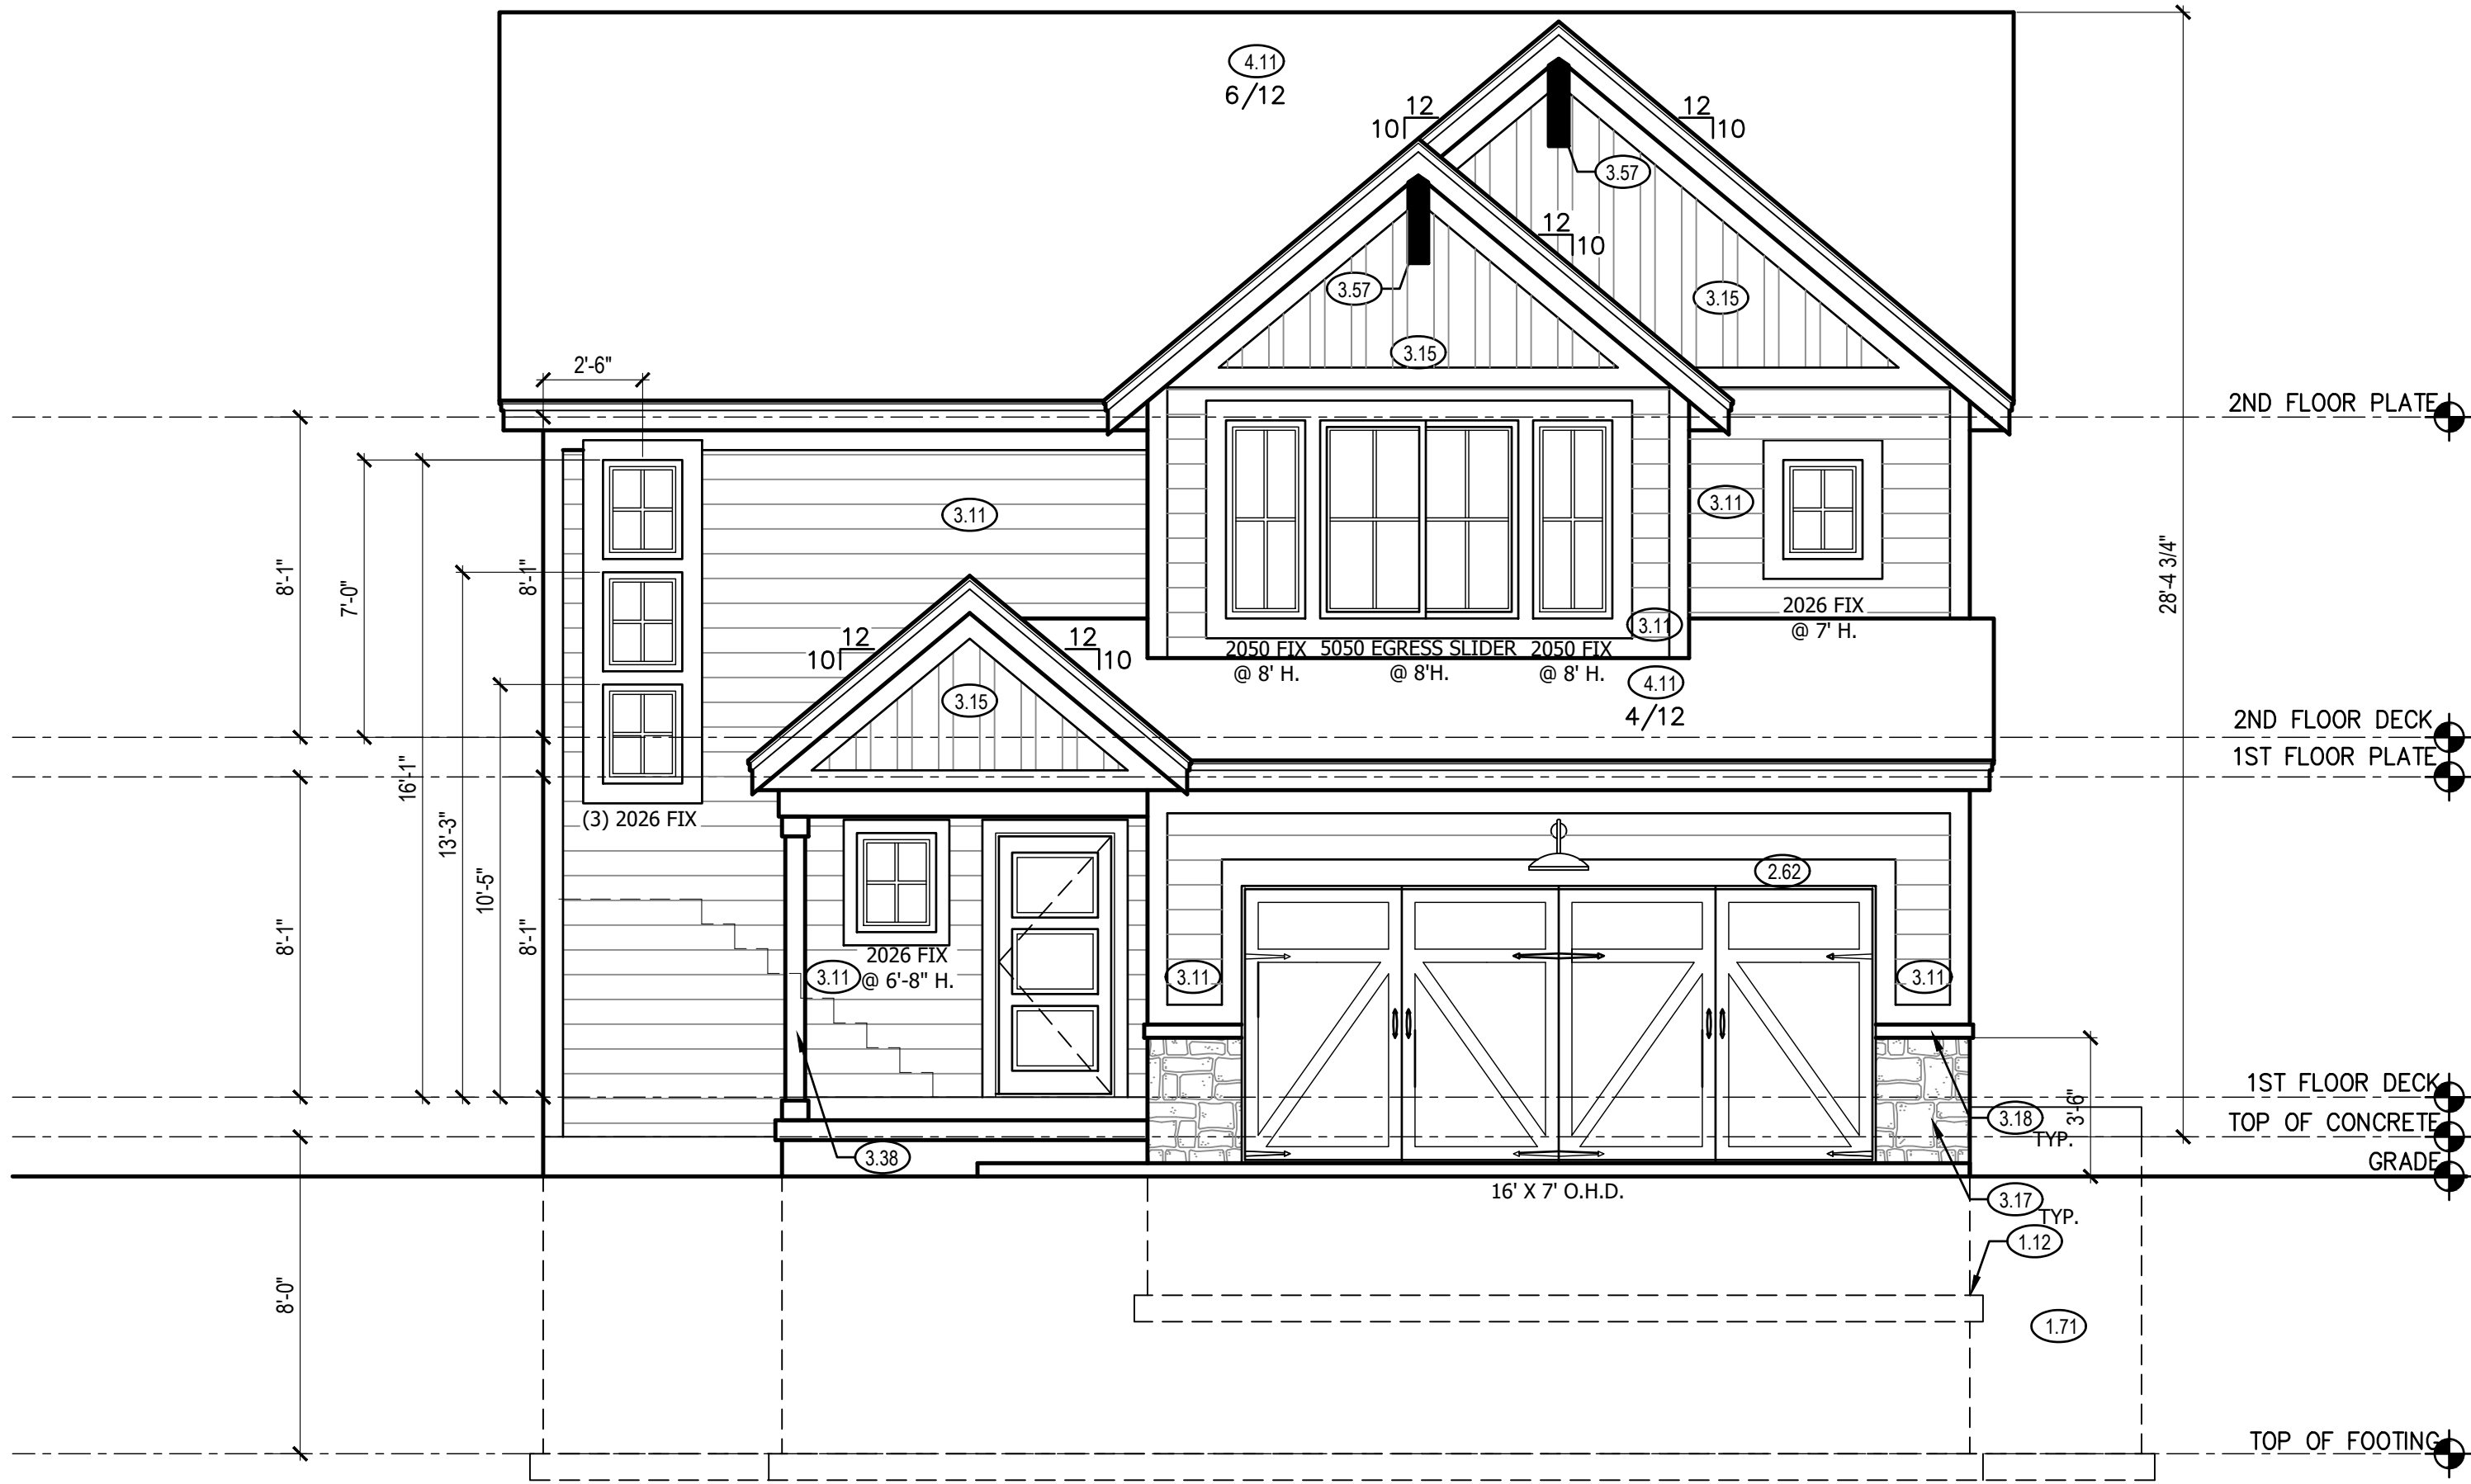 4.11
6/12
12
10
12
10
3.57
12
10
3.57
3.15
3.15
2'-6"
2ND FLOOR PLATE
3.11
3.11
8'-1"
7'-0"
8'-1"
28'-4 3/4"
2026 FIX
@ 7' H.
3.11
2050 FIX
@ 8' H.
5050 EGRESS SLIDER
@ 8'H.
2050 FIX
@ 8' H.
12
10
12
10
4.11
4/12
3.15
2ND FLOOR DECK
1ST FLOOR PLATE
16'-1"
13'-3"
10'-5"
(3) 2026 FIX
2.62
8'-1"
8'-1"
2026 FIX
@ 6'-8" H.
3.11
3.11
3.11
1ST FLOOR DECK
3'-6"
TOP OF CONCRETE
3.18
TYP.
3.38
GRADE
16' X 7' O.H.D.
3.17
TYP.
1.12
8'-0"
1.71
TOP OF FOOTING